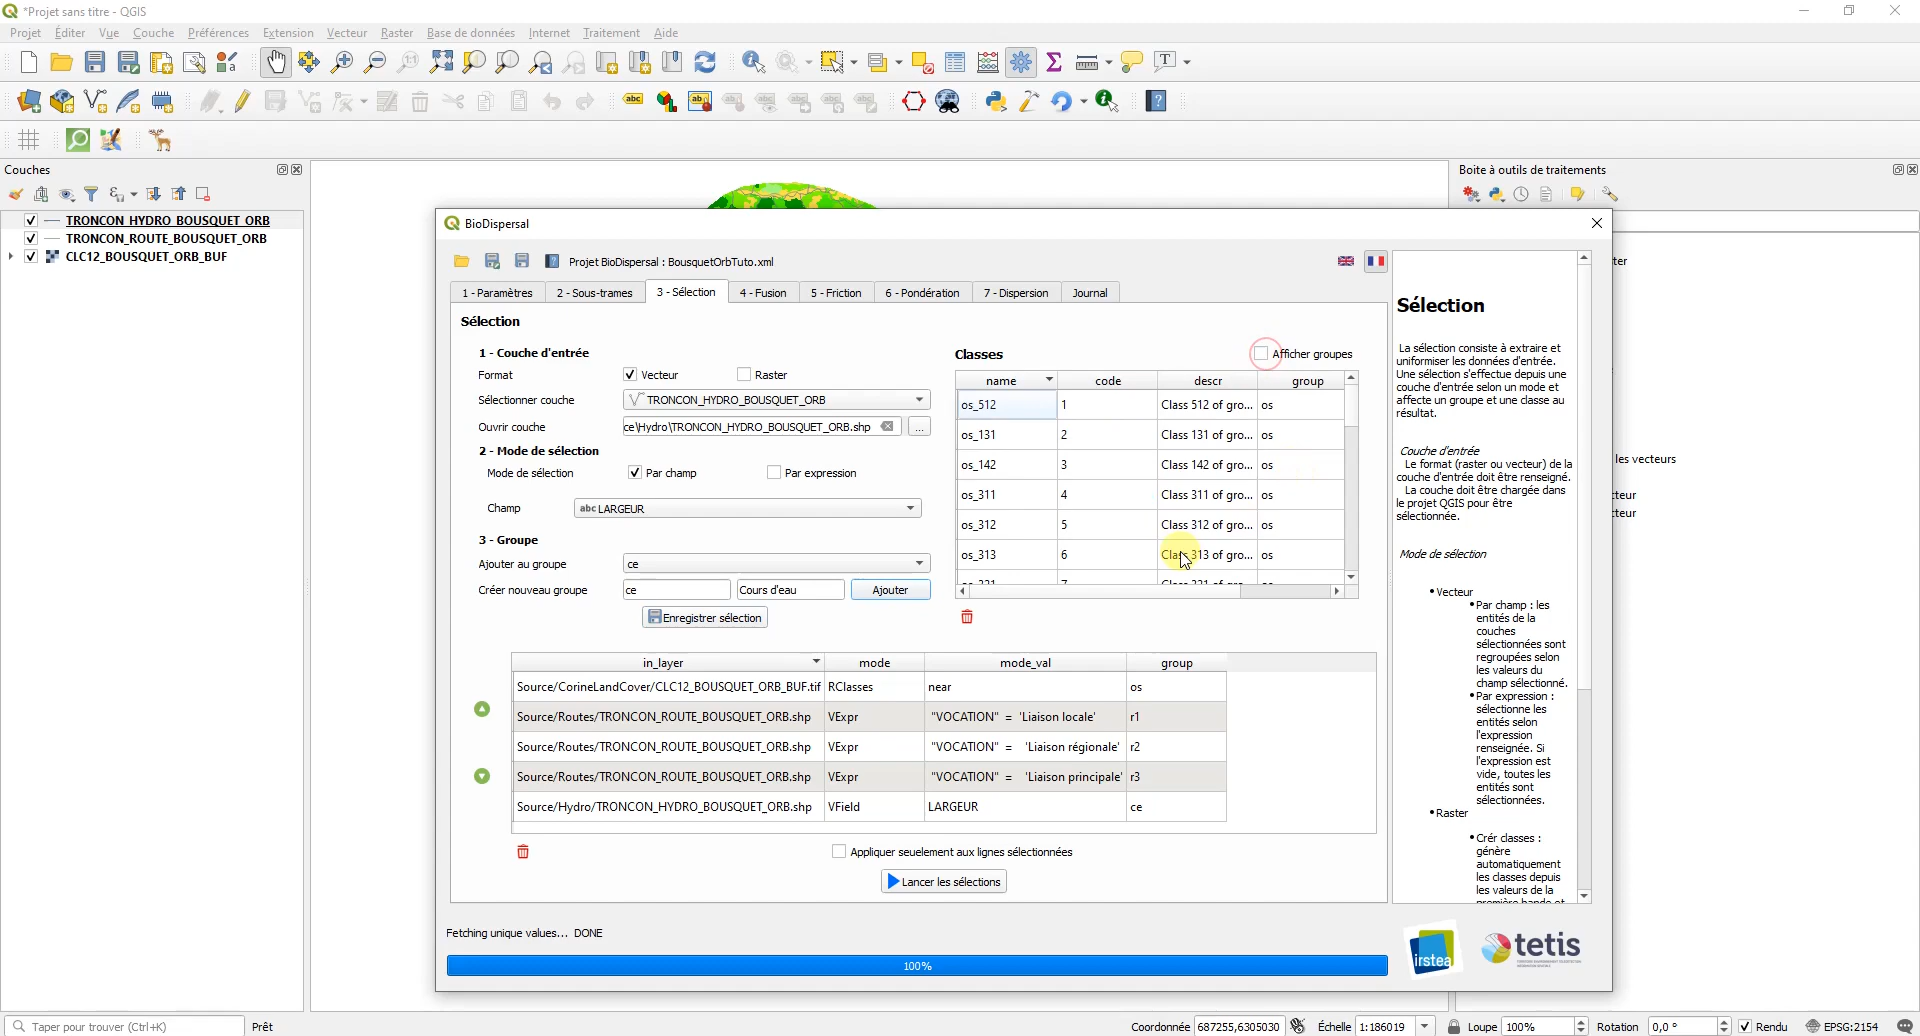 *Projet sans titre - QGIS
Projet Éditer Vue Couche Préférences Extension Vecteur Raster Base de données Internet Traitement Aide
Couches
TRONCON_HYDRO_BOUSQUET_ORB
TRONCON_ROUTE_BOUSQUET_ORB
CLC12_BOUSQUET_ORB_BUF
Boite à outils de traitements
BioDispersal
Projet BioDispersal : BousquetOrbTuto.xml
1 - Paramètres 2 - Sous-trames 3 - Sélection 4 - Fusion 5 - Friction 6 - Pondération 7 - Dispersion Journal
Sélection
1 - Couche d'entrée
Format Vecteur Raster
Sélectionner couche TRONCON_HYDRO_BOUSQUET_ORB
Ouvrir couche ce\Hydro\TRONCON_HYDRO_BOUSQUET_ORB.shp ...
2 - Mode de sélection
Mode de sélection Par champ Par expression
Champ abc LARGEUR
3 - Groupe
Ajouter au groupe ce
Créer nouveau groupe ce Cours d'eau Ajouter
Enregistrer sélection
Classes Afficher groupes
name code descr group
os_512 1 Class 512 of gro... os
os_131 2 Class 131 of gro... os
os_142 3 Class 142 of gro... os
os_311 4 Class 311 of gro... os
os_312 5 Class 312 of gro... os
os_313 6 Class 313 of gro... os
in_layer mode mode_val group
Source/CorineLandCover/CLC12_BOUSQUET_ORB_BUF.tif RClasses near os
Source/Routes/TRONCON_ROUTE_BOUSQUET_ORB.shp VExpr "VOCATION" = 'Liaison locale' r1
Source/Routes/TRONCON_ROUTE_BOUSQUET_ORB.shp VExpr "VOCATION" = 'Liaison régionale' r2
Source/Routes/TRONCON_ROUTE_BOUSQUET_ORB.shp VExpr "VOCATION" = 'Liaison principale' r3
Source/Hydro/TRONCON_HYDRO_BOUSQUET_ORB.shp VField LARGEUR ce
Appliquer seuelement aux lignes sélectionnées
Lancer les sélections
Fetching unique values... DONE
100%
Sélection
La sélection consiste à extraire et
uniformiser les données d'entrée.
Une sélection s'effectue depuis une
couche d'entrée selon un mode et
affecte un groupe et une classe au
résultat.
Couche d'entrée
Le format (raster ou vecteur) de la
couche d'entrée doit être renseigné.
La couche doit être chargée dans
le projet QGIS pour être
sélectionnée.
Mode de sélection
•Vecteur
•Par champ : les
entités de la
couches
sélectionnées sont
regroupées selon
les valeurs du
champ sélectionné.
•Par expression :
sélectionne les
entités selon
l'expression
renseignée. Si
l'expression est
vide, toutes les
entités sont
sélectionnées.
•Raster
•Crér classes :
génère
automatiquement
les classes depuis
les valeurs de la
première bande et
irstea
tetis
ter
les vecteurs
cteur
cteur
Taper pour trouver (Ctrl+K) Prêt Coordonnée 687255,6305030 Échelle 1:186019 Loupe 100% Rotation 0,0 ° Rendu EPSG:2154